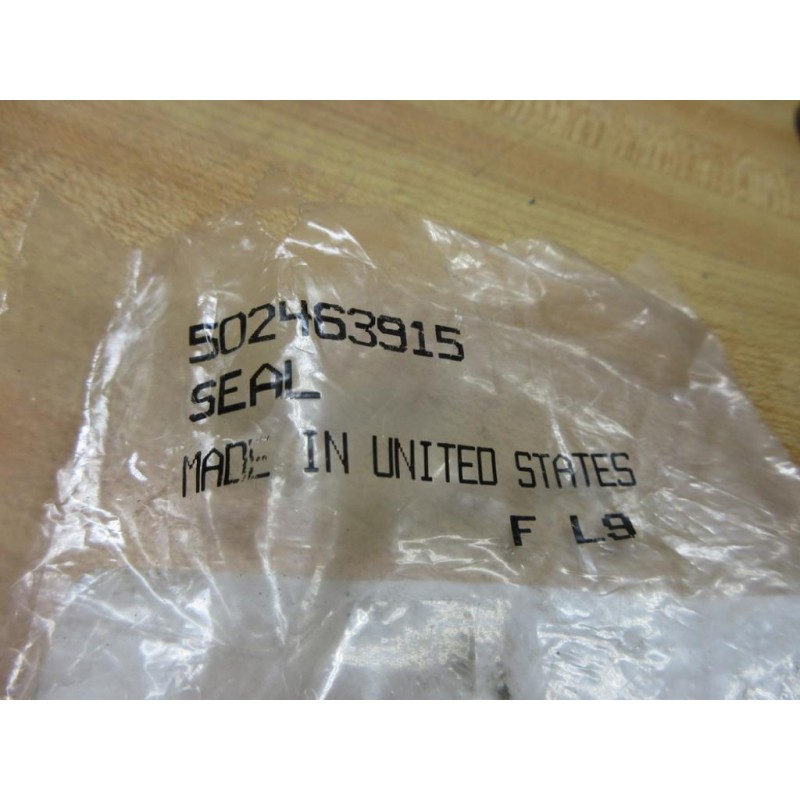 502463915
SEAL
MADE IN UNITED STATES
F L9